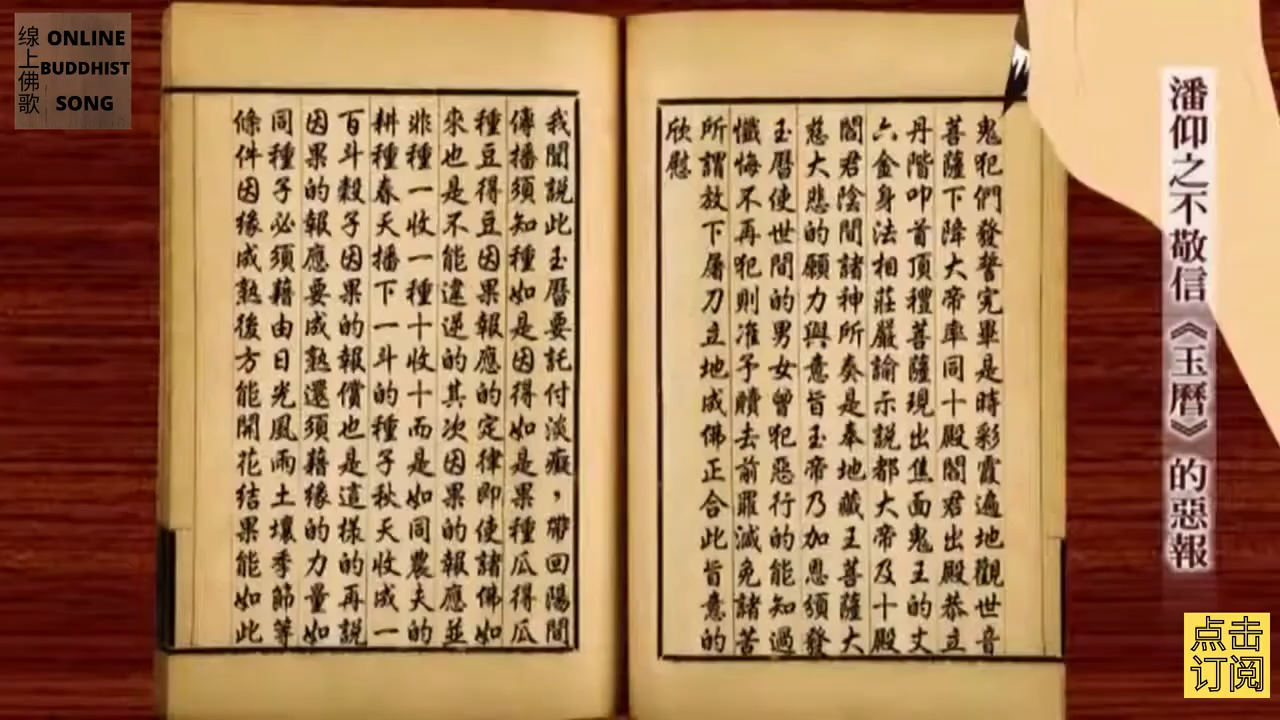 线上佛歌
ONLINE
BUDDHIST
SONG
鬼犯們發誓完畢是時彩霞遍地觀世音
菩薩下降大帝率同十殿閻君出殿恭立
丹階叩首頂禮菩薩現出焦面鬼王的丈
六金身法相莊嚴諭示說都大帝及十殿
閻君陰間諸神所奏是奉地藏王菩薩大
慈大悲的願力與意旨玉帝乃加恩頒發
玉曆使世間的男女曾犯惡行的能知過
懺悔不再犯則准予贖去前罪滅免諸苦
所謂放下屠刀立地成佛正合此旨意的
欣慰
我聞說此玉曆要託付淡癡，帶回陽間
傳播須知種如是因得如是果種瓜得瓜
種豆得豆因果報應的定律即使諸佛如
來也是不能違逆的其次因果的報應並
非種一收一種十收十而是如同農夫的
耕種春天播下一斗的種子秋天收成一
百斗穀子因果的報償也是這樣的再說
因果的報應要成熟還須藉緣的力量如
同種子必須藉由日光風雨土壤季節等
條件因緣成熟後方能開花結果能如此
潘仰之不敬信《玉曆》的惡報
点击
订阅